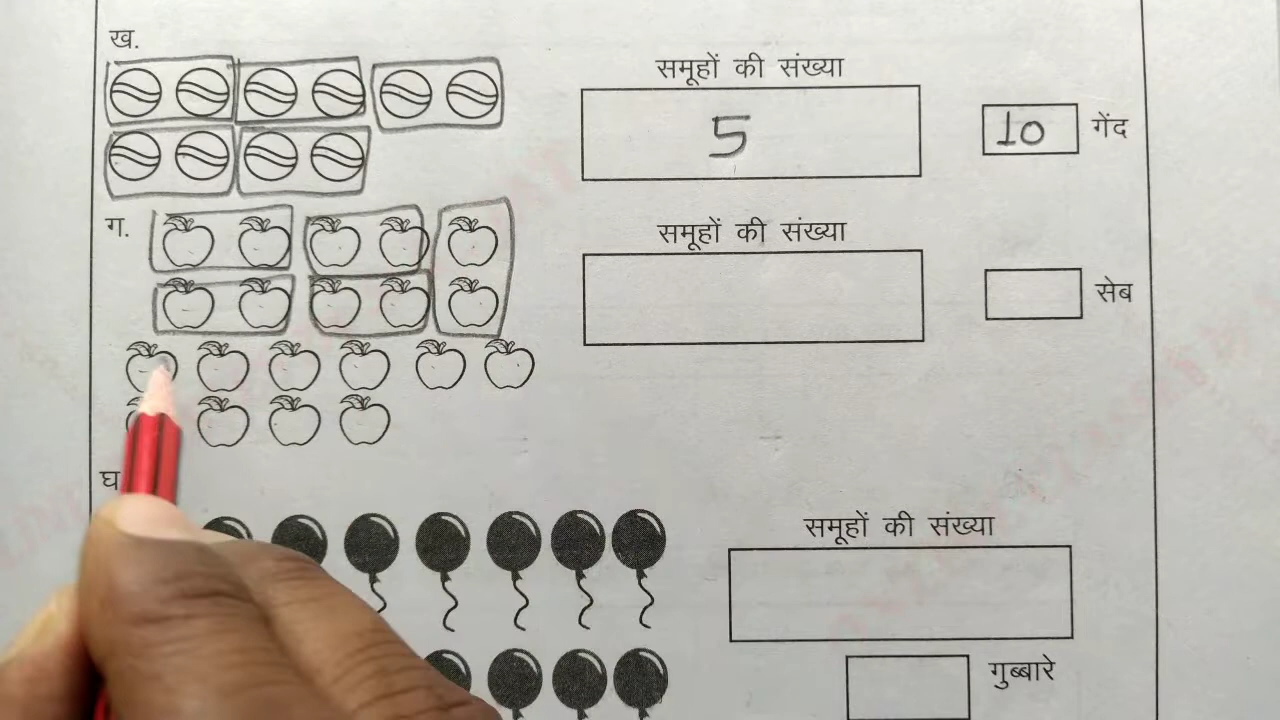 ख.
समूहों की संख्या
5
10 गेंद
ग.
समूहों की संख्या
सेब
घ
समूहों की संख्या
गुब्बारे